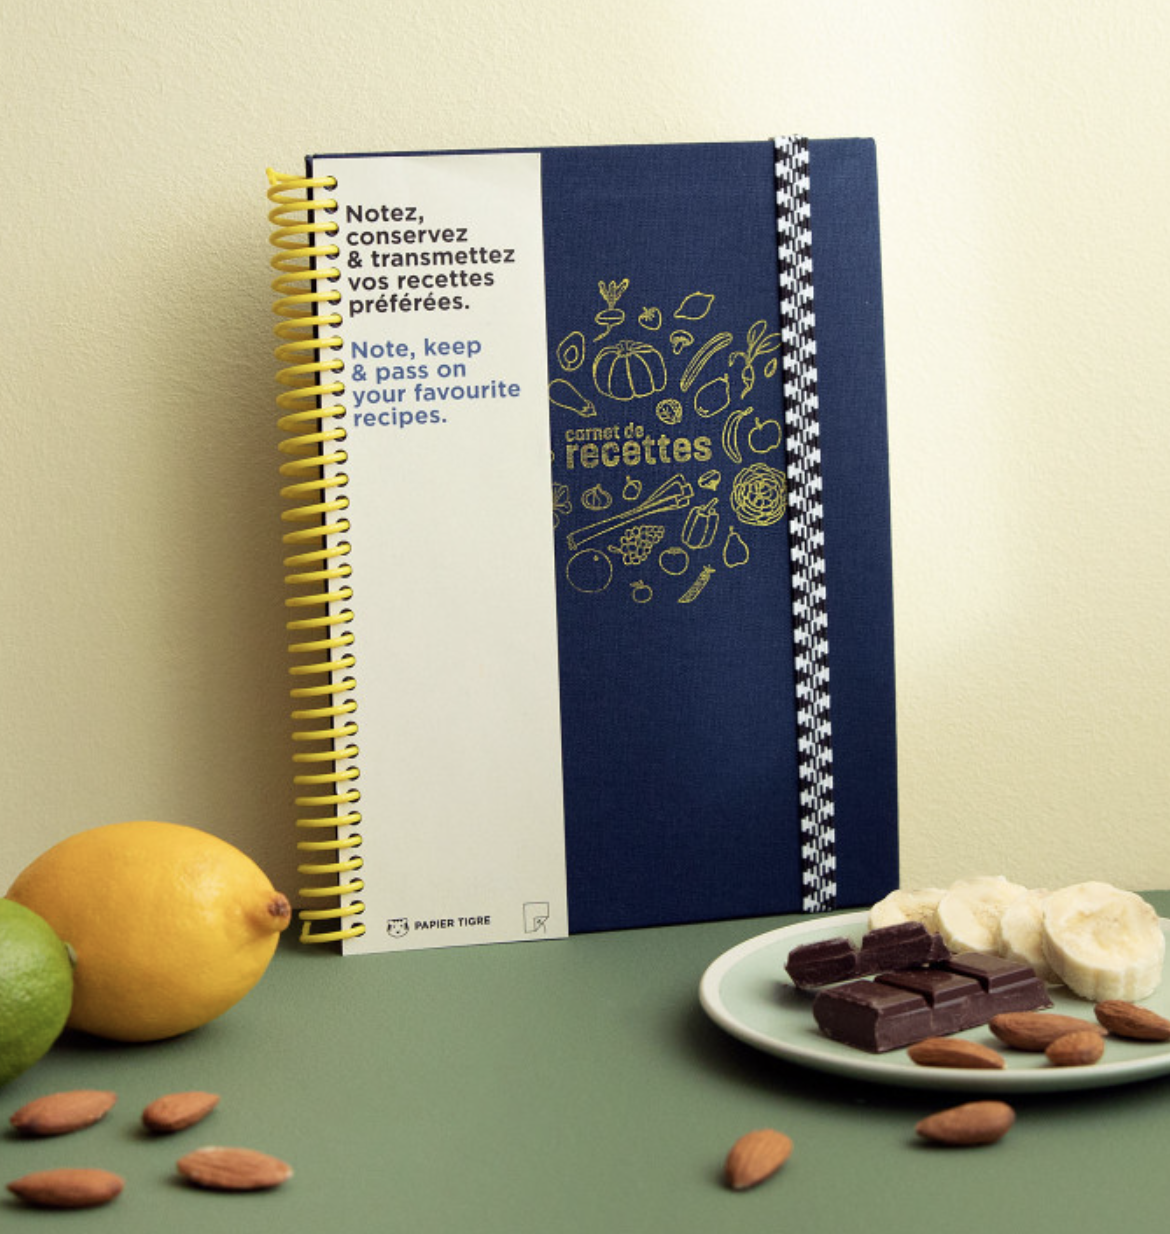 Notez,
conservez
& transmettez
vos recettes
préférées.
Note, keep
& pass on
your favourite
recipes.
carnet de
recettes
PAPIER TIGRE